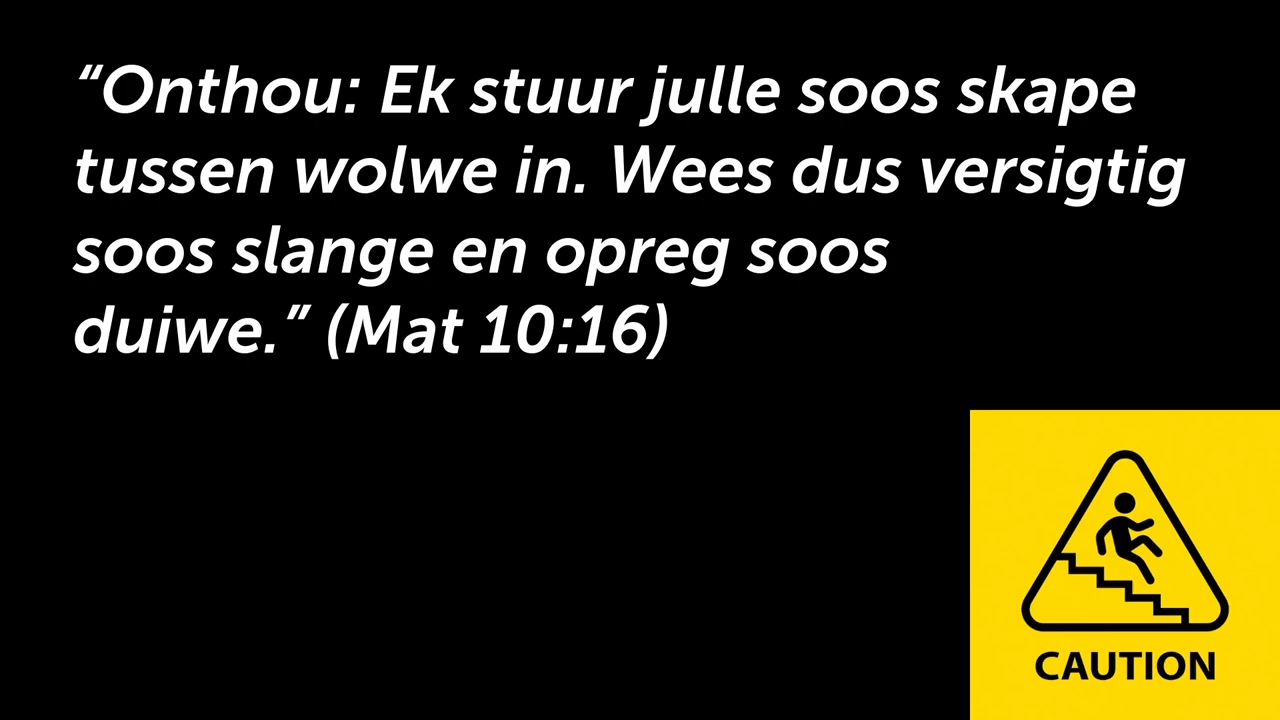 “Onthou: Ek stuur julle soos skape
tussen wolwe in. Wees dus versigtig
soos slange en opreg soos
duiwe.” (Mat 10:16)
CAUTION